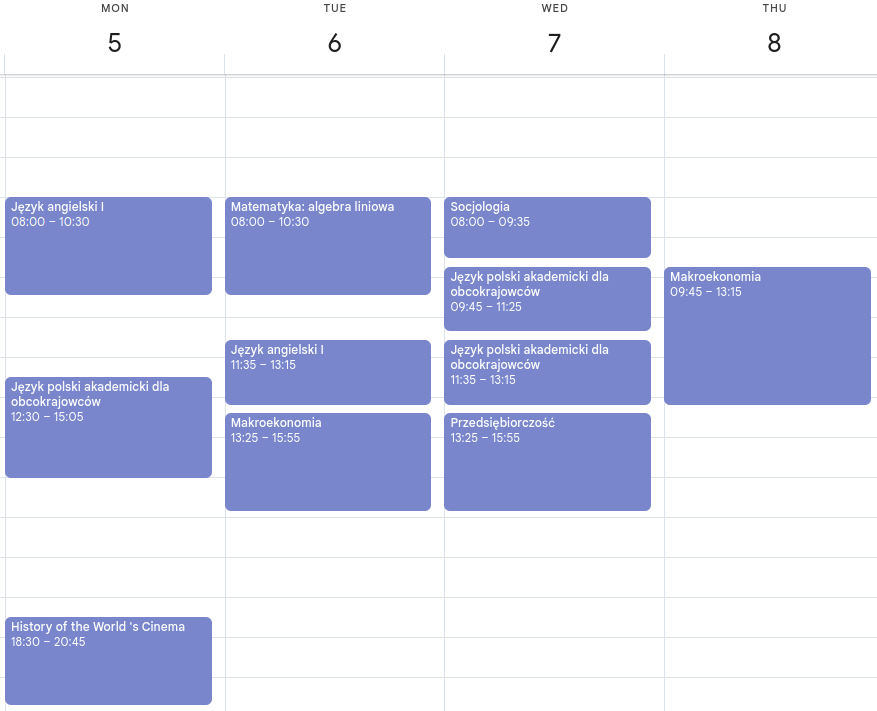 MON
5
TUE
6
WED
7
THU
8
Język angielski I
08:00 – 10:30
Język polski akademicki dla
obcokrajowców
12:30 – 15:05
History of the World 's Cinema
18:30 – 20:45
Matematyka: algebra liniowa
08:00 – 10:30
Język angielski I
11:35 – 13:15
Makroekonomia
13:25 – 15:55
Socjologia
08:00 – 09:35
Język polski akademicki dla
obcokrajowców
09:45 – 11:25
Język polski akademicki dla
obcokrajowców
11:35 – 13:15
Przedsiębiorczość
13:25 – 15:55
Makroekonomia
09:45 – 13:15